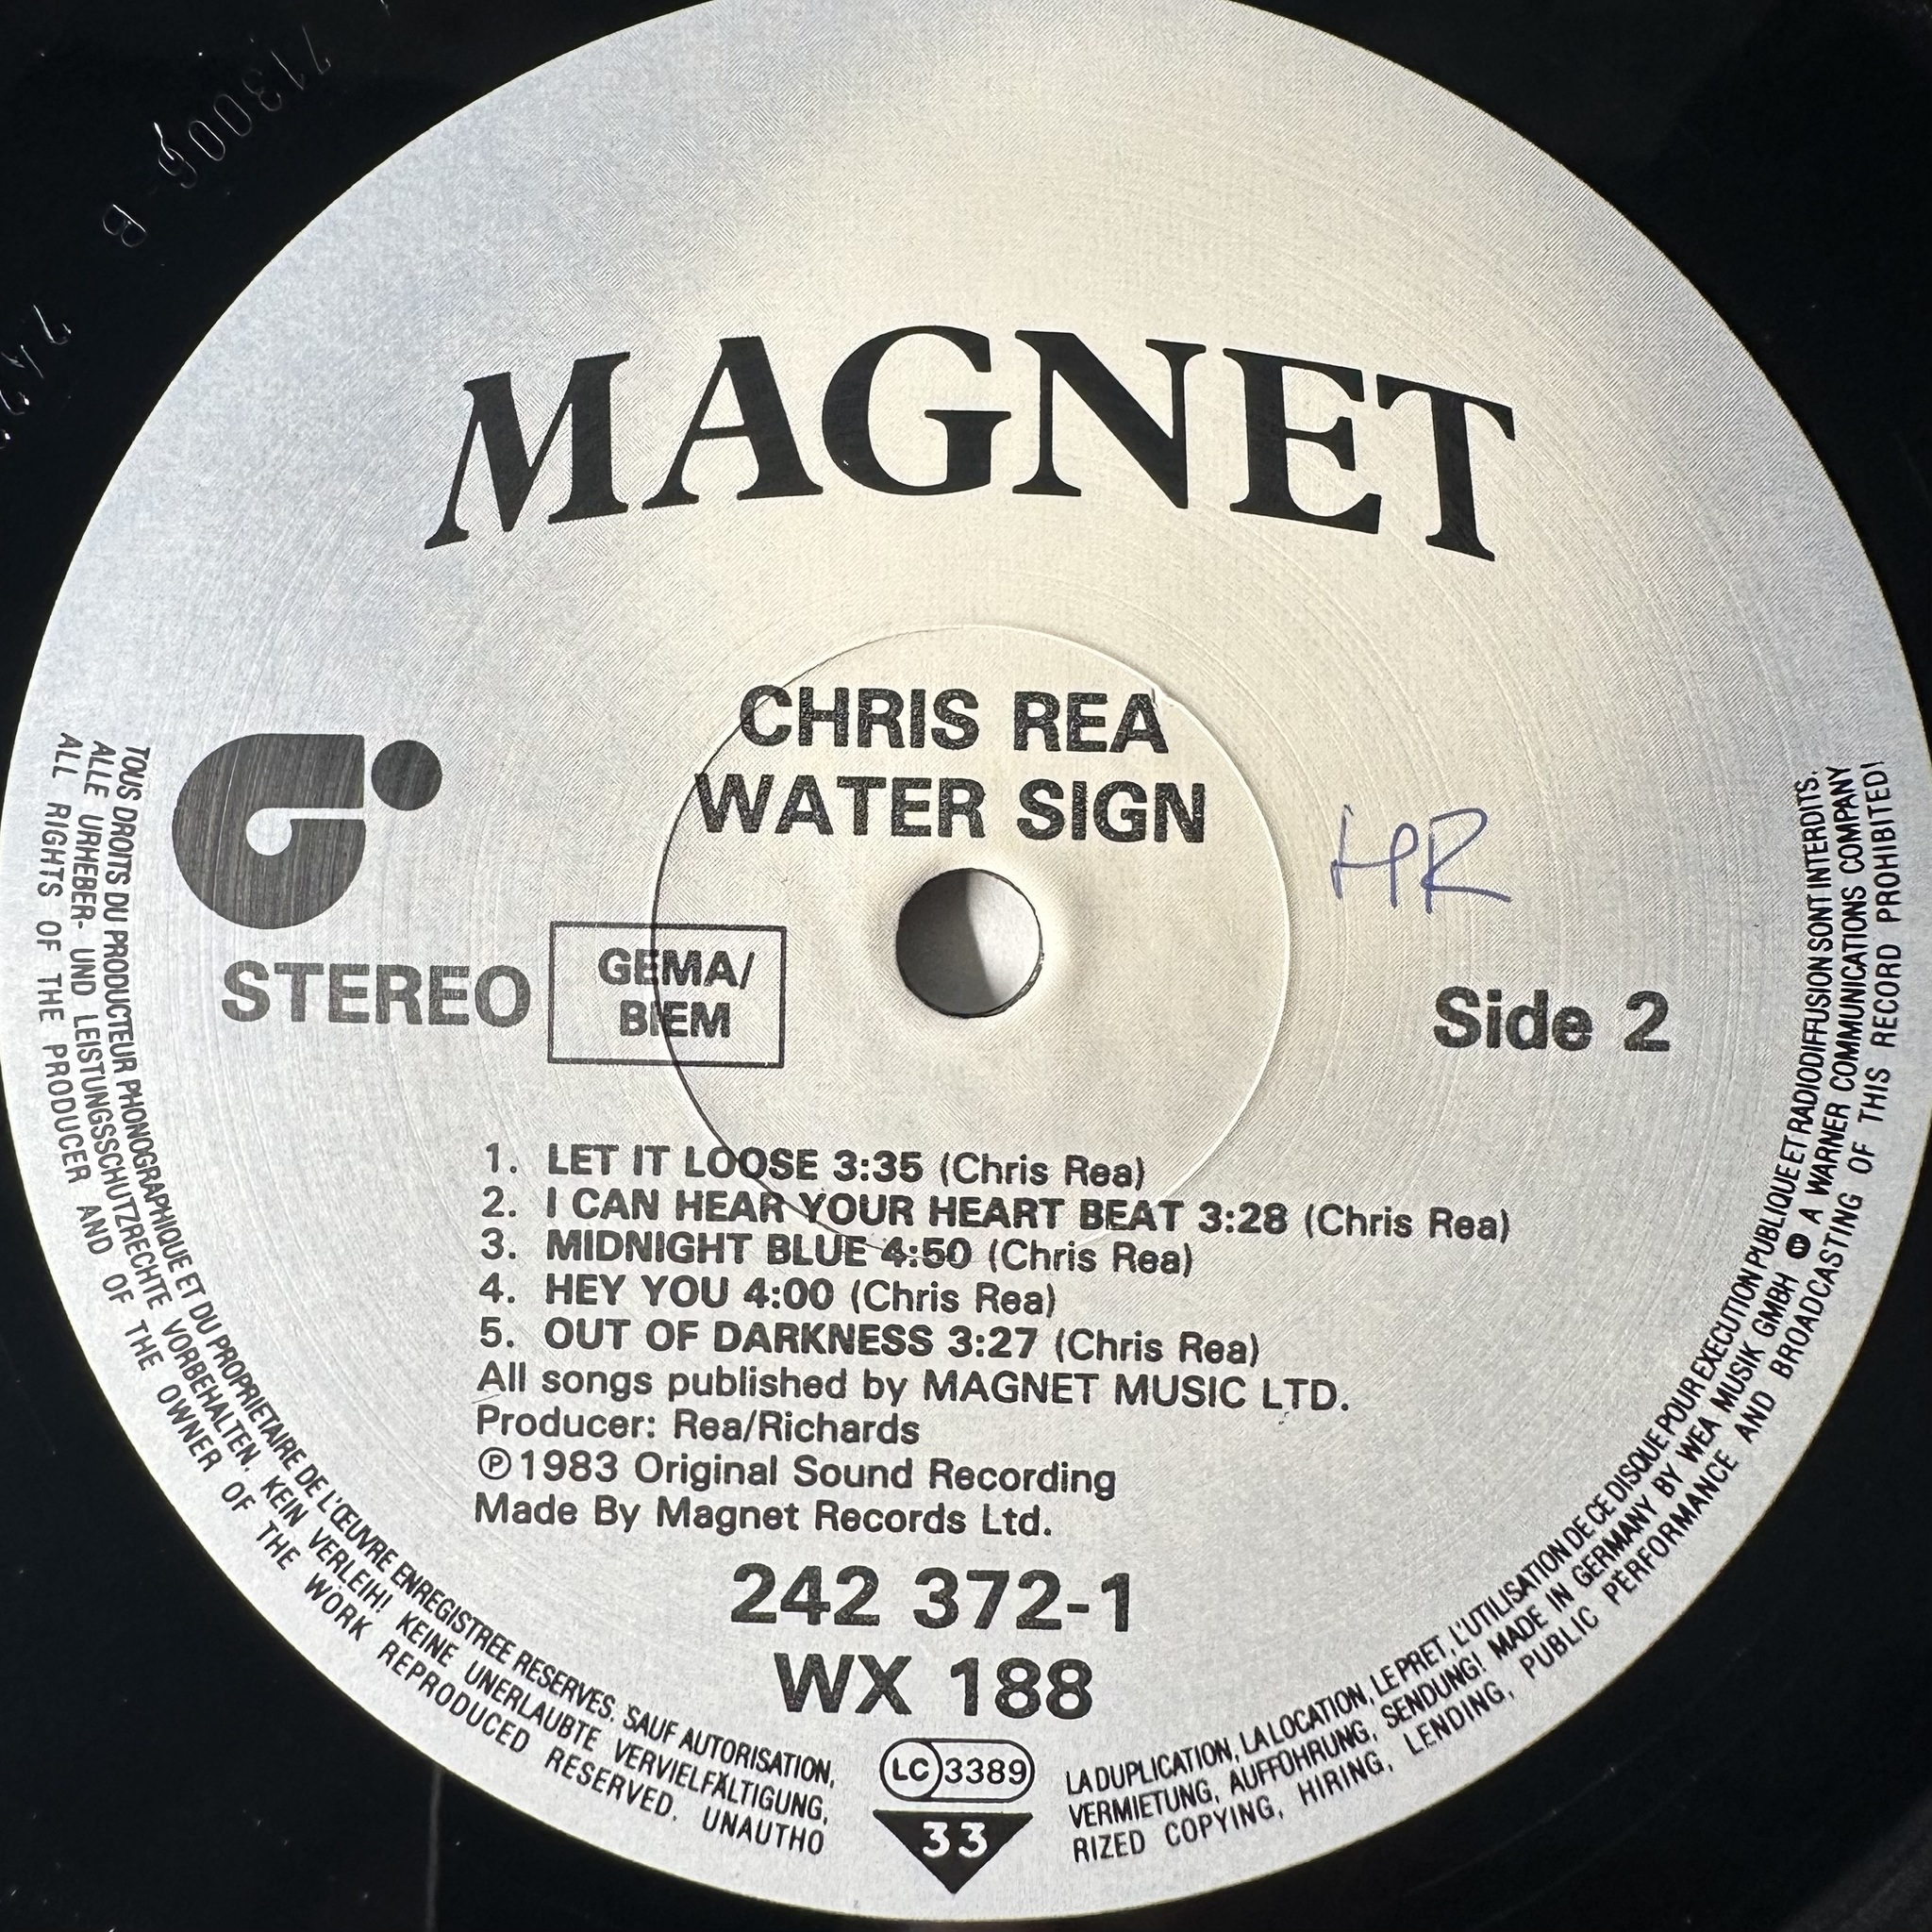 71300
B
MAGNET
CHRIS REA
WATER SIGN
HR
STEREO
GEMA/
BIEM
Side 2
1. LET IT LOOSE 3:35 (Chris Rea)
2. I CAN HEAR YOUR HEART BEAT 3:28 (Chris Rea)
3. MIDNIGHT BLUE 4:50 (Chris Rea)
4. HEY YOU 4:00 (Chris Rea)
5. OUT OF DARKNESS 3:27 (Chris Rea)
All songs published by MAGNET MUSIC LTD.
Producer: Rea/Richards
℗1983 Original Sound Recording
Made By Magnet Records Ltd.
242 372-1
WX 188
LC 3389
33
TOUS DROITS DU PRODUCTEUR PHONOGRAPHIQUE ET DU PROPRIETAIRE DE L'ŒUVRE ENREGISTREE RESERVES. SAUF AUTORISATION, LA DUPLICATION, LA LOCATION, LE PRET, L'UTILISATION DE CE DISQUE POUR EXECUTION PUBLIQUE ET RADIODIFFUSION SONT INTERDITS.
ALLE URHEBER- UND LEISTUNGSSCHUTZRECHTE VORBEHALTEN. KEIN VERLEIH! KEINE UNERLAUBTE VERVIELFÄLTIGUNG, VERMIETUNG, AUFFÜHRUNG, SENDUNG! MADE IN GERMANY BY WEA MUSIK GMBH A WARNER COMMUNICATIONS COMPANY
ALL RIGHTS OF THE PRODUCER AND OF THE OWNER OF THE WORK REPRODUCED RESERVED. UNAUTHORIZED COPYING, HIRING, LENDING, PUBLIC PERFORMANCE AND BROADCASTING OF THIS RECORD PROHIBITED!